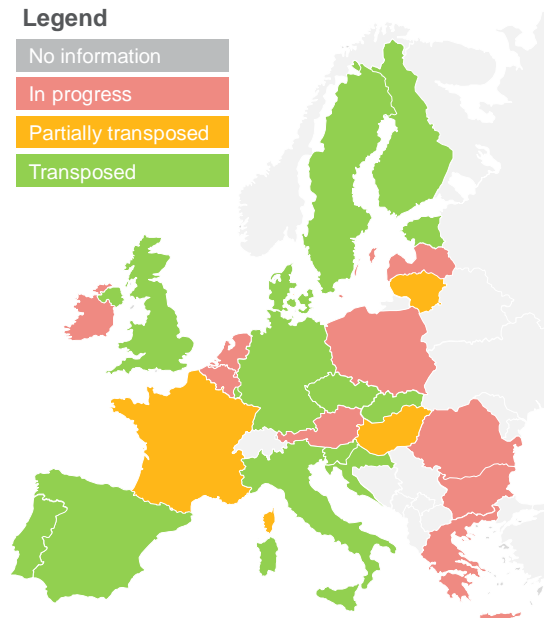 Legend
No information
In progress
Partially transposed
Transposed